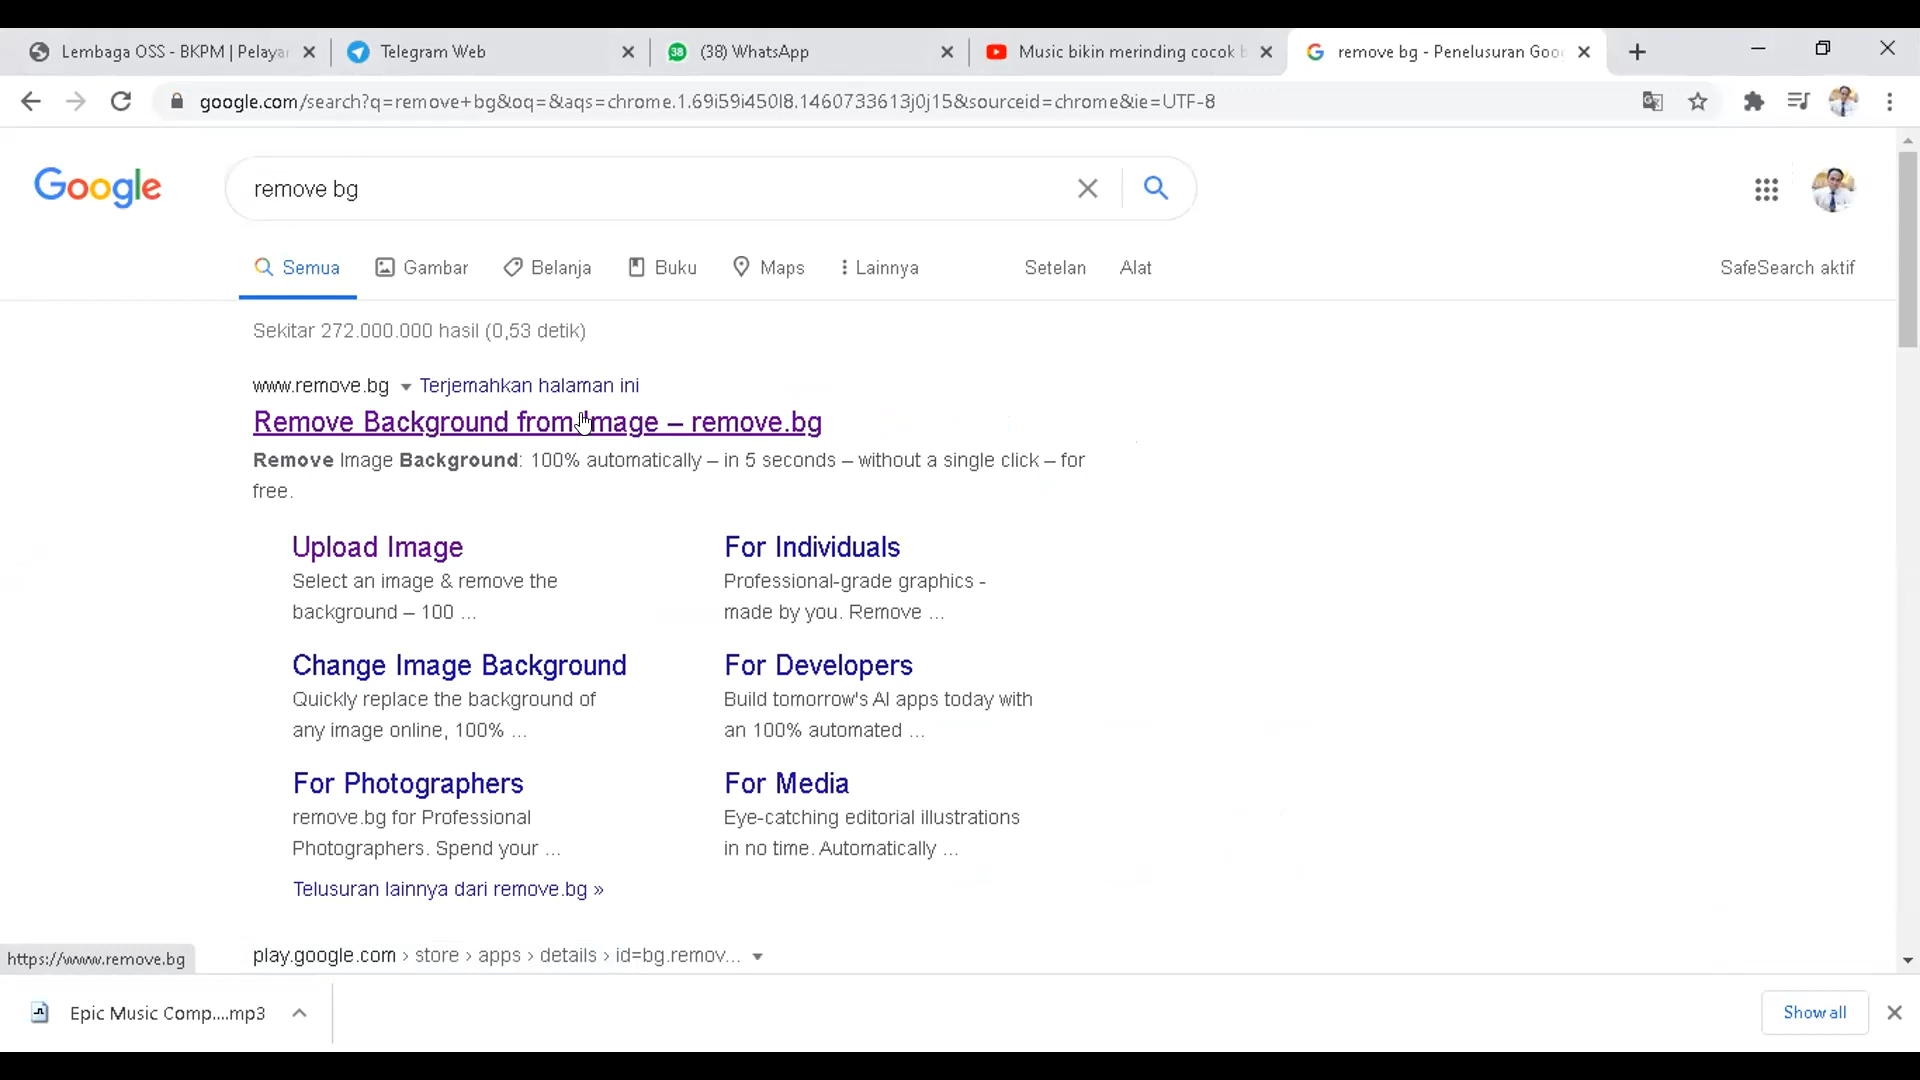 Lembaga OSS - BKPM | Pelaya
Telegram Web
38
(38) WhatsApp
Music bikin merinding cocok b
remove bg - Penelusuran Goo
google.com/search?q=remove+bg&oq=&aqs=chrome.1.69i59i450l8.1460733613j0j15&sourceid=chrome&ie=UTF-8
Google
remove bg
Semua
Gambar
Belanja
Buku
Maps
Lainnya
Setelan
Alat
SafeSearch aktif
Sekitar 272.000.000 hasil (0,53 detik)
www.remove.bg
Terjemahkan halaman ini
Remove Background from Image – remove.bg
Remove Image Background: 100% automatically – in 5 seconds – without a single click – for
free.
Upload Image
Select an image & remove the
background – 100 ...
For Individuals
Professional-grade graphics -
made by you. Remove ...
Change Image Background
Quickly replace the background of
any image online, 100% ...
For Developers
Build tomorrow's AI apps today with
an 100% automated ...
For Photographers
remove.bg for Professional
Photographers. Spend your ...
For Media
Eye-catching editorial illustrations
in no time. Automatically ...
Telusuran lainnya dari remove.bg »
play.google.com › store › apps › details › id=bg.remov...
https://www.remove.bg
Epic Music Comp....mp3
Show all